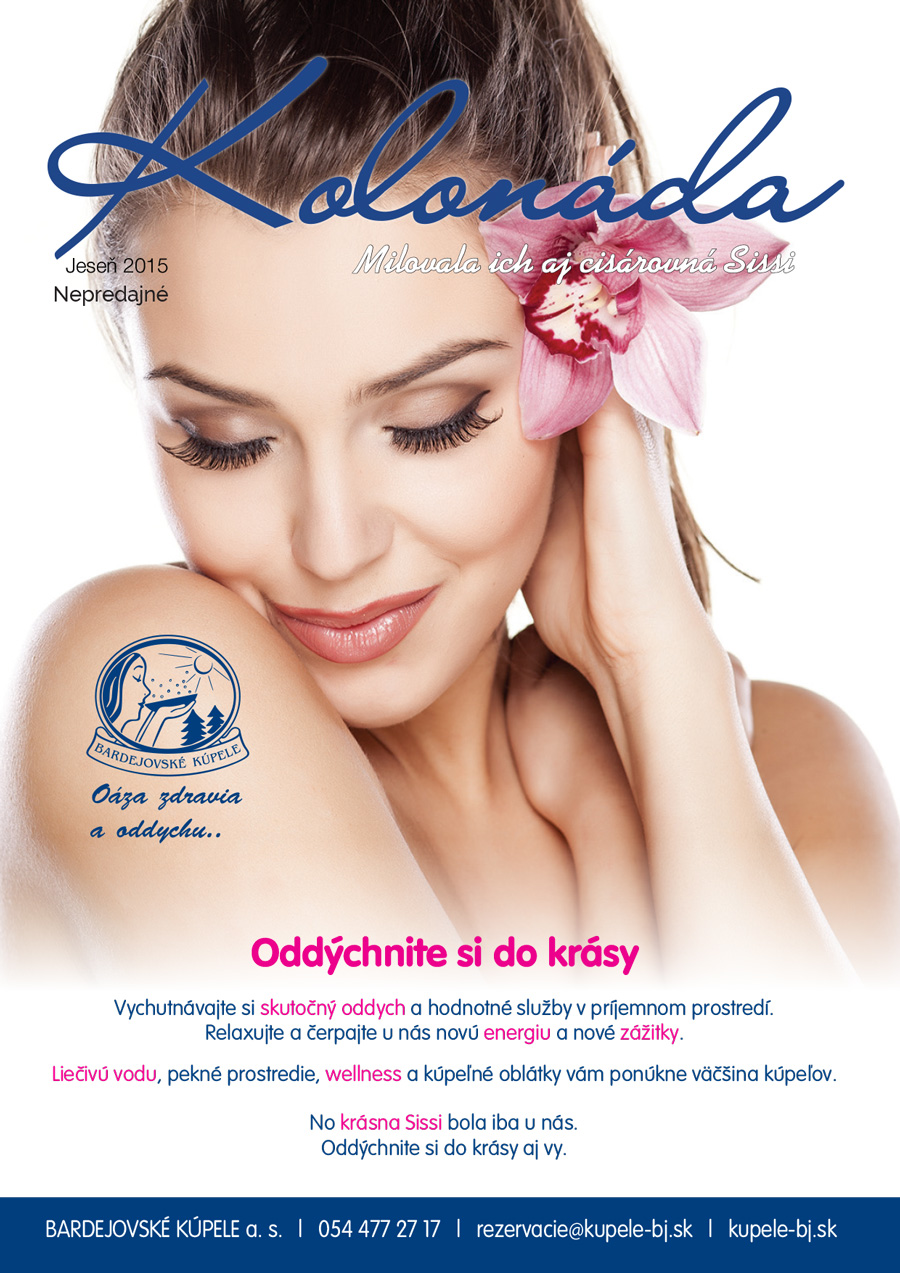 Kolonáda
Milovala ich aj cisárovná Sissi
Jeseň 2015
Nepredajné
BARDEJOVSKÉ KÚPELE
Oáza zdravia
a oddychu..
Oddýchnite si do krásy
Vychutnávajte si skutočný oddych a hodnotné služby v príjemnom prostredí.
Relaxujte a čerpajte u nás novú energiu a nové zážitky.
Liečivú vodu, pekné prostredie, wellness a kúpeľné oblátky vám ponúkne väčšina kúpeľov.
No krásna Sissi bola iba u nás.
Oddýchnite si do krásy aj vy.
BARDEJOVSKÉ KÚPELE a. s. | 054 477 27 17 | rezervacie@kupele-bj.sk | kupele-bj.sk